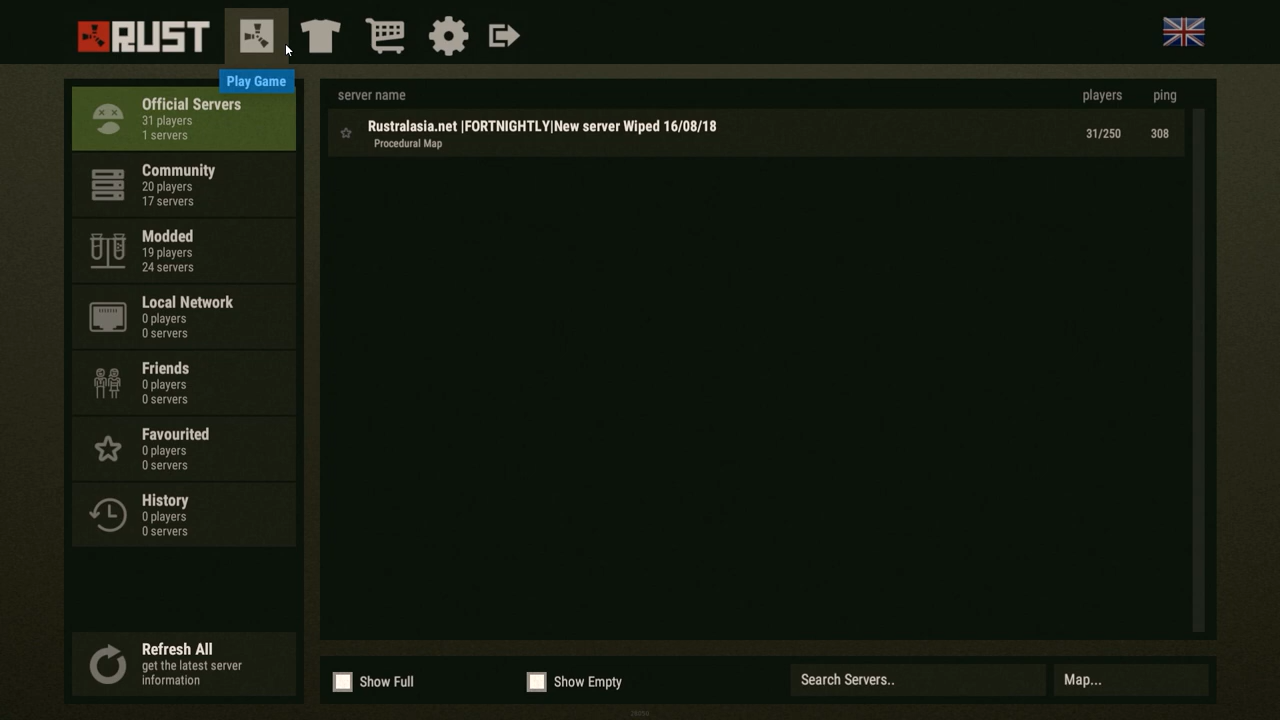 RUST
Play Game
Official Servers
31 players
1 servers
Community
20 players
17 servers
Modded
19 players
24 servers
Local Network
0 players
0 servers
Friends
0 players
0 servers
Favourited
0 players
0 servers
History
0 players
0 servers
Refresh All
get the latest server
information
server name players ping
Rustralasia.net |FORTNIGHTLY|New server Wiped 16/08/18 31/250 308
Procedural Map
Show Full Show Empty Search Servers.. Map...